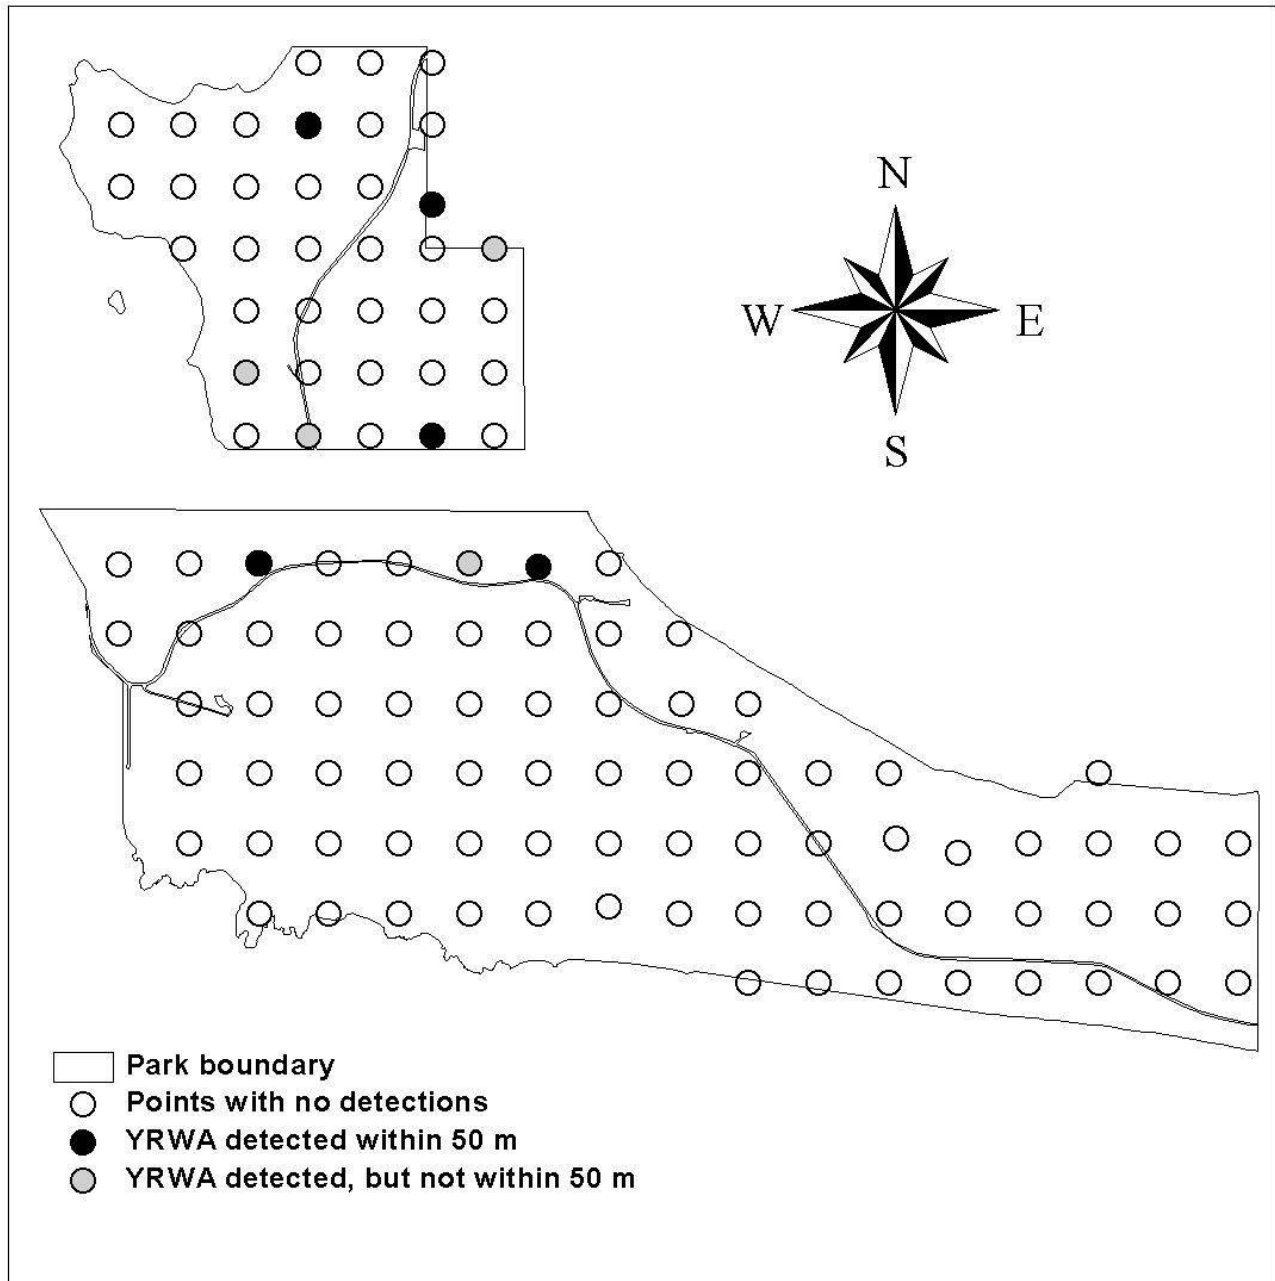 N
W
E
S
Park boundary
Points with no detections
YRWA detected within 50 m
YRWA detected, but not within 50 m